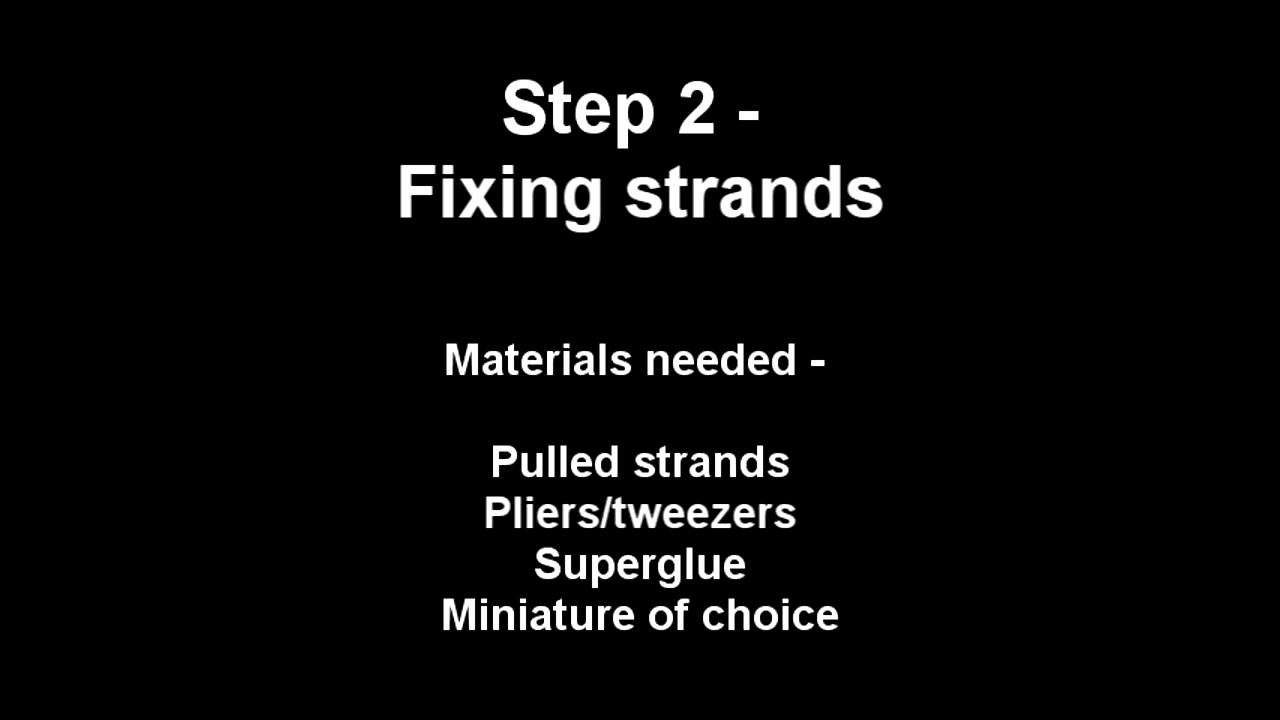 Step 2 -
Fixing strands
Materials needed -
Pulled strands
Pliers/tweezers
Superglue
Miniature of choice